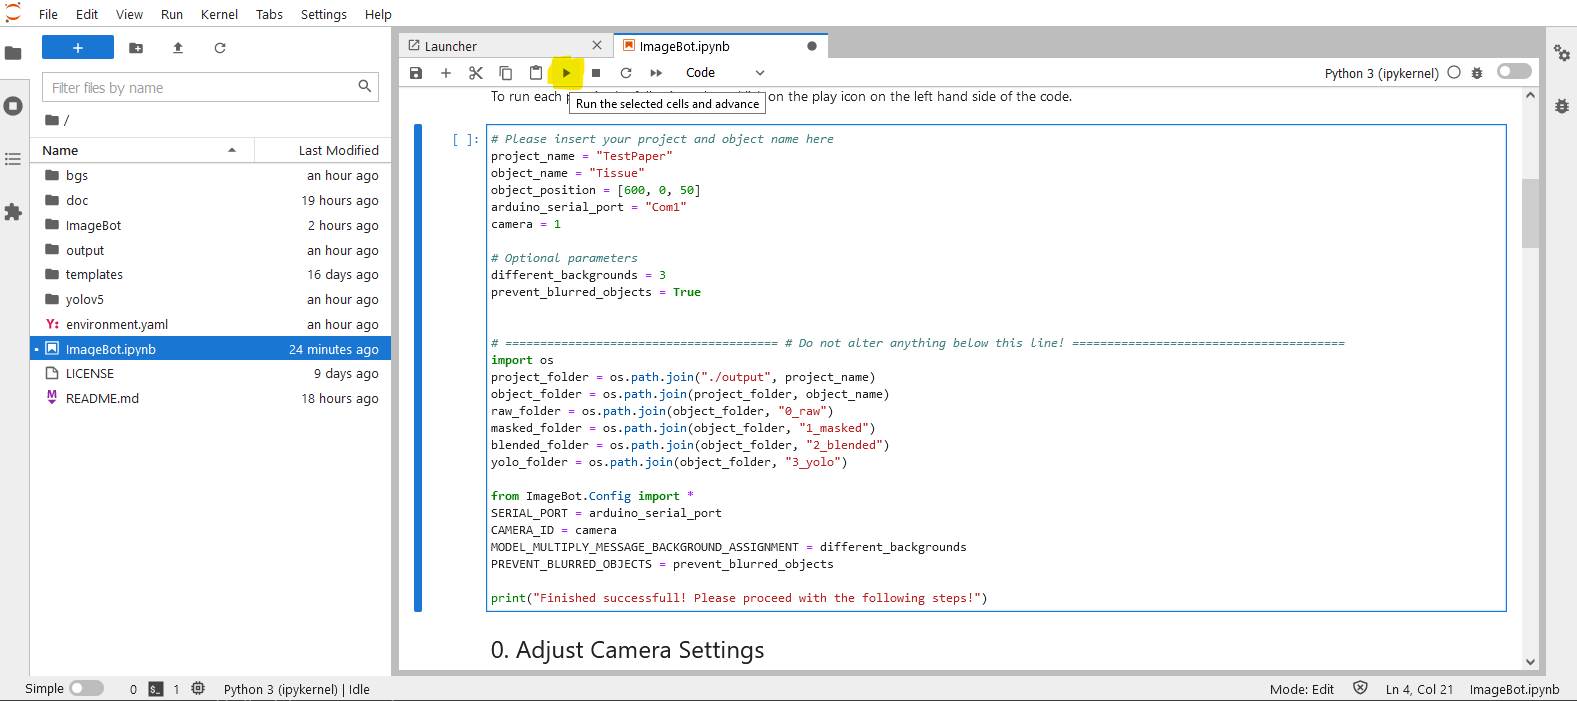 File Edit View Run Kernel Tabs Settings Help
+
Filter files by name
/
Name Last Modified
bgs an hour ago
doc 19 hours ago
ImageBot 2 hours ago
output an hour ago
templates 16 days ago
yolov5 an hour ago
Y: environment.yaml an hour ago
ImageBot.ipynb 24 minutes ago
LICENSE 9 days ago
M README.md 18 hours ago
Launcher
ImageBot.ipynb
Code
Python 3 (ipykernel)
To run each
Run the selected cells and advance
on the play icon on the left hand side of the code.
[ ]:
# Please insert your project and object name here
project_name = "TestPaper"
object_name = "Tissue"
object_position = [600, 0, 50]
arduino_serial_port = "Com1"
camera = 1
# Optional parameters
different_backgrounds = 3
prevent_blurred_objects = True
# ======================================= # Do not alter anything below this line! =======================================
import os
project_folder = os.path.join("./output", project_name)
object_folder = os.path.join(project_folder, object_name)
raw_folder = os.path.join(object_folder, "0_raw")
masked_folder = os.path.join(object_folder, "1_masked")
blended_folder = os.path.join(object_folder, "2_blended")
yolo_folder = os.path.join(object_folder, "3_yolo")
from ImageBot.Config import *
SERIAL_PORT = arduino_serial_port
CAMERA_ID = camera
MODEL_MULTIPLY_MESSAGE_BACKGROUND_ASSIGNMENT = different_backgrounds
PREVENT_BLURRED_OBJECTS = prevent_blurred_objects
print("Finished successfull! Please proceed with the following steps!")
0. Adjust Camera Settings
Simple 0 $_ 1 Python 3 (ipykernel) | Idle
Mode: Edit Ln 4, Col 21 ImageBot.ipynb